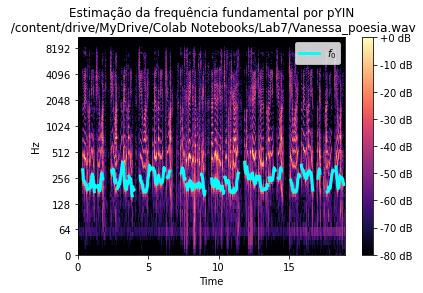 Estimação da frequência fundamental por pYIN
/content/drive/MyDrive/Colab Notebooks/Lab7/Vanessa_poesia.wav
f0
Hz
8192
4096
2048
1024
512
256
128
64
0
0
5
10
15
Time
+0 dB
-10 dB
-20 dB
-30 dB
-40 dB
-50 dB
-60 dB
-70 dB
-80 dB